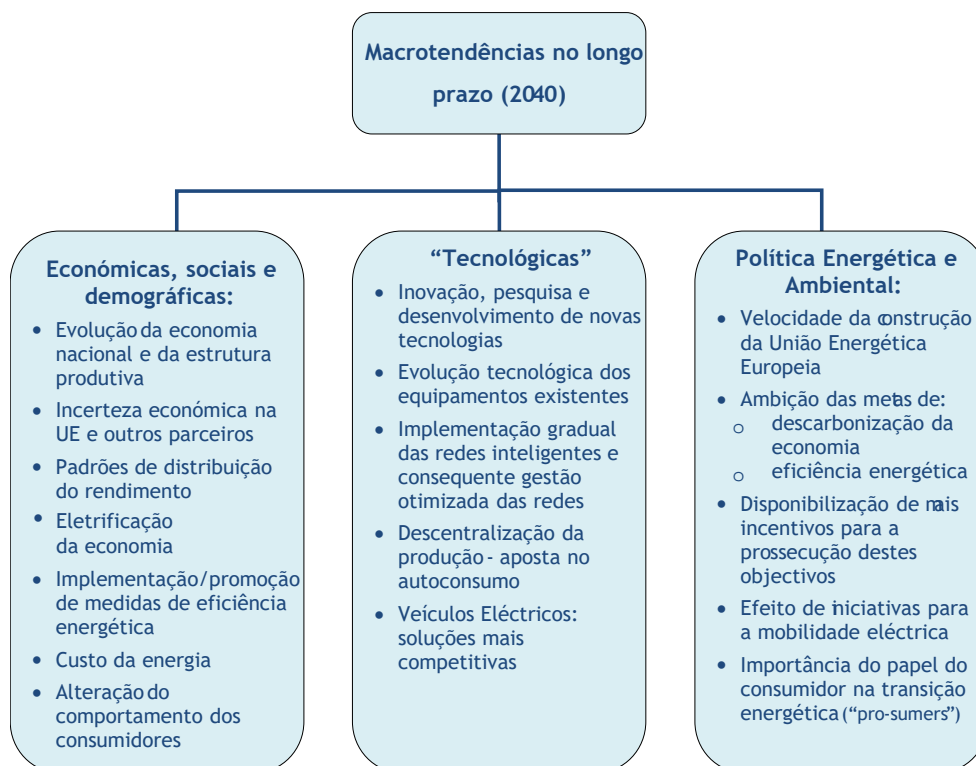 Macrotendências no longo
prazo (2040)
Económicas, sociais e
demográficas:
• Evolução da economia
nacional e da estrutura
produtiva
• Incerteza económica na
UE e outros parceiros
• Padrões de distribuição
do rendimento
• Eletrificação
da economia
• Implementação/promoção
de medidas de eficiência
energética
• Custo da energia
• Alteração do
comportamento dos
consumidores
“Tecnológicas”
• Inovação, pesquisa e
desenvolvimento de novas
tecnologias
• Evolução tecnológica dos
equipamentos existentes
• Implementação gradual
das redes inteligentes e
consequente gestão
otimizada das redes
• Descentralização da
produção - aposta no
autoconsumo
• Veículos Eléctricos:
soluções mais
competitivas
Política Energética e
Ambiental:
• Velocidade da construção
da União Energética
Europeia
• Ambição das metas de:
o descarbonização da
economia
o eficiência energética
• Disponibilização de mais
incentivos para a
prossecução destes
objectivos
• Efeito de iniciativas para
a mobilidade eléctrica
• Importância do papel do
consumidor na transição
energética (“pro-sumers”)